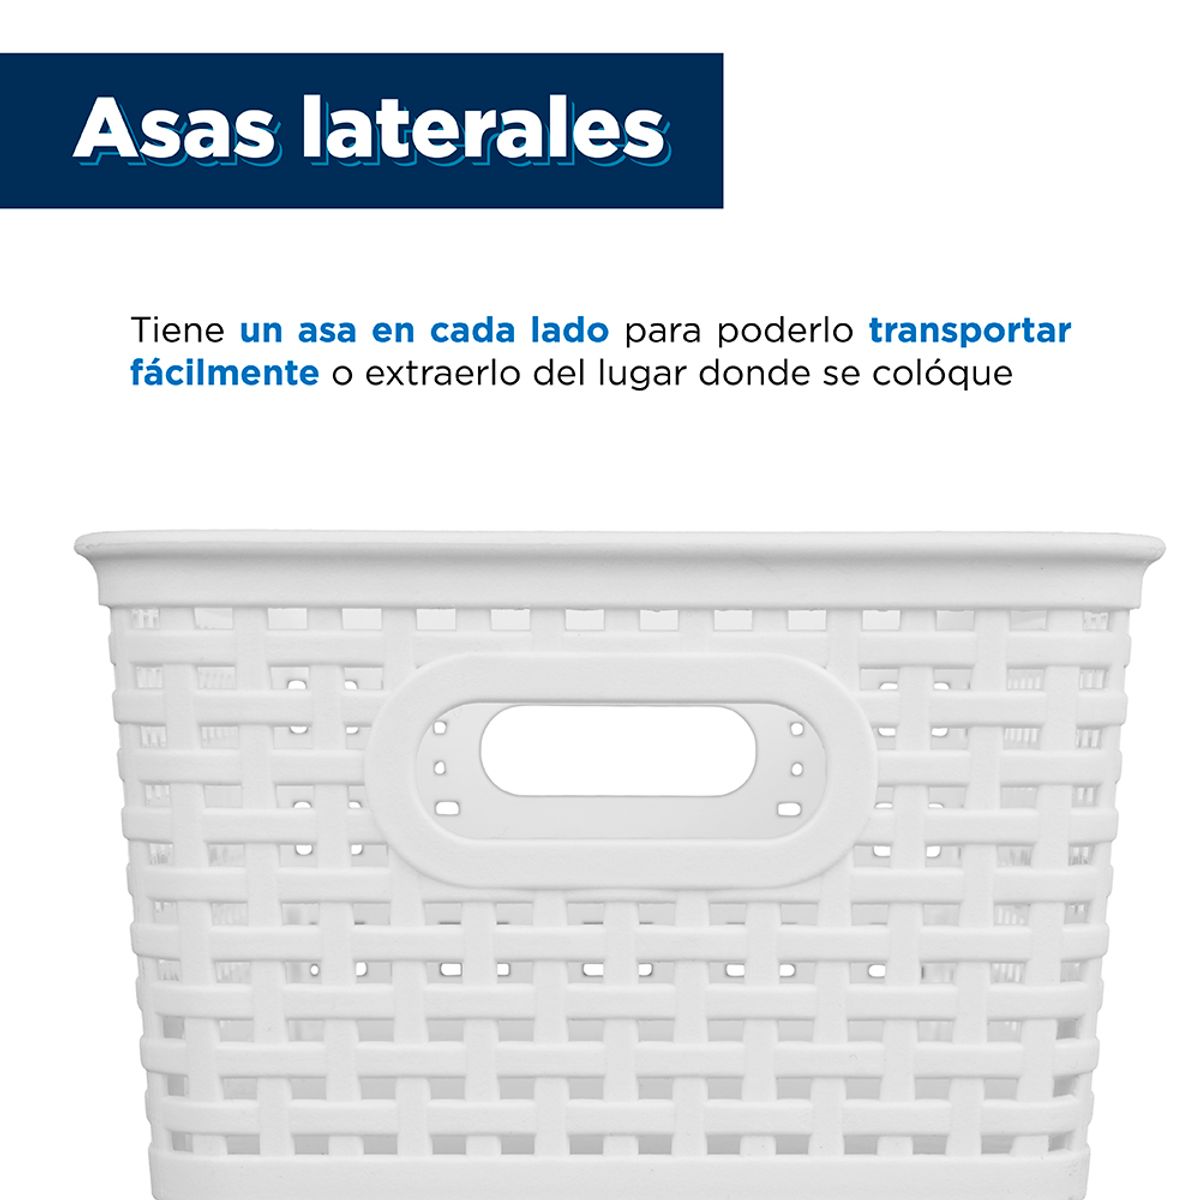 Asas laterales
Tiene un asa en cada lado para poderlo transportar
fácilmente o extraerlo del lugar donde se colóque